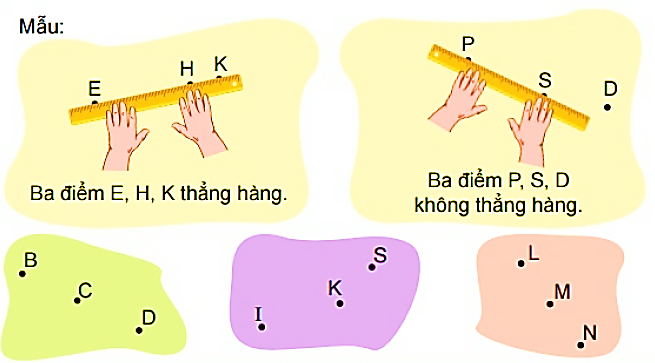 Mẫu:
E
H
K
P
S
D
Ba điểm E, H, K thẳng hàng.
Ba điểm P, S, D
không thẳng hàng.
B
C
D
I
K
S
L
M
N